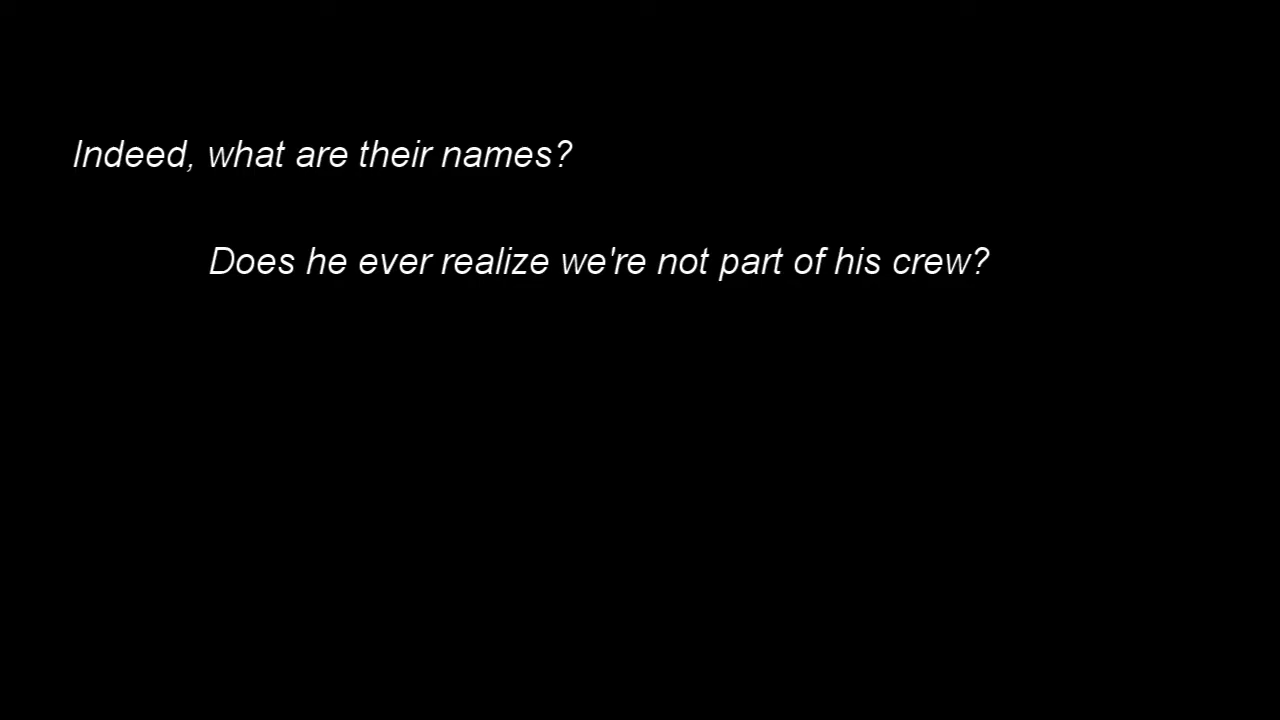 Indeed, what are their names?
Does he ever realize we're not part of his crew?